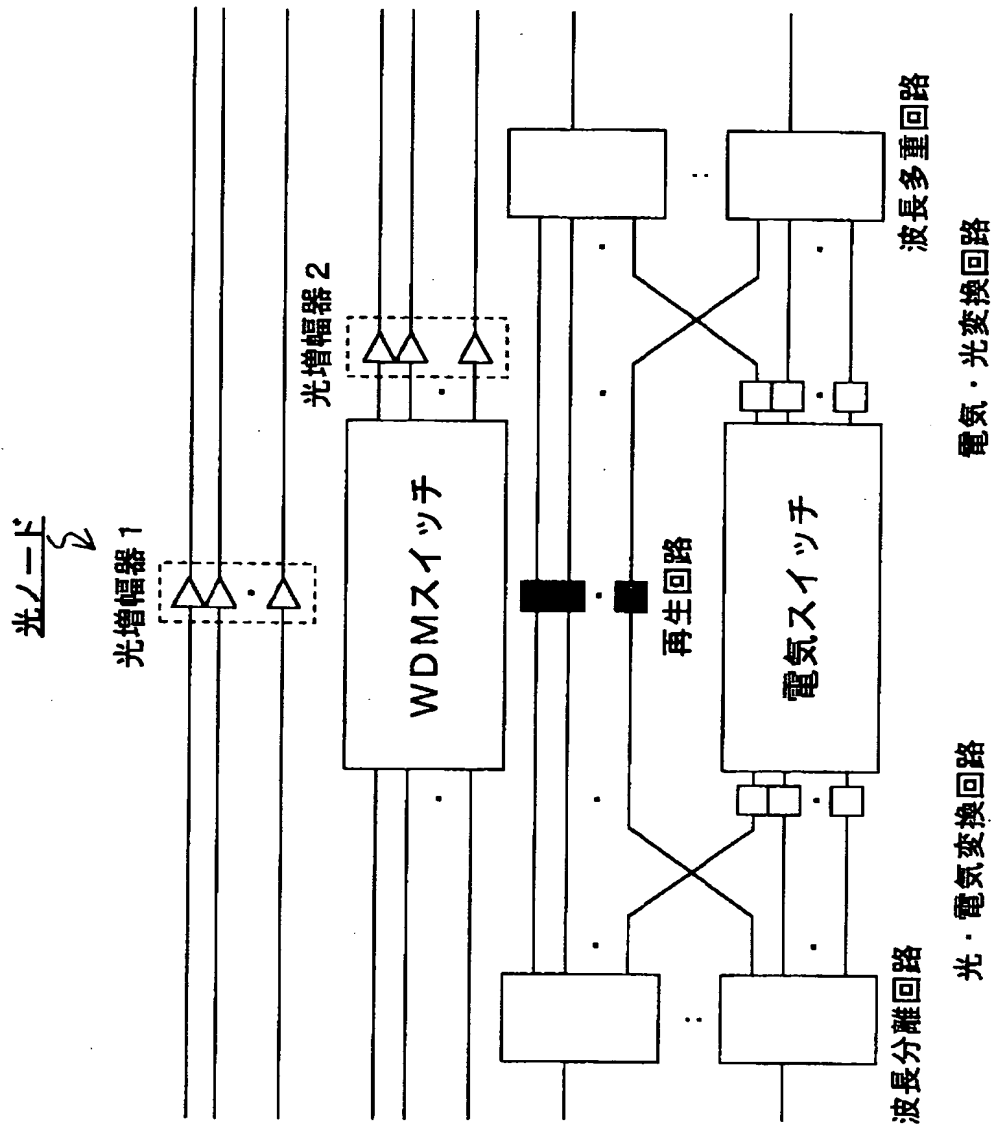 光ノード
光増幅器1
光増幅器2
WDMスイッチ
再生回路
電気スイッチ
波長分離回路
光・電気変換回路
電気・光変換回路
波長多重回路